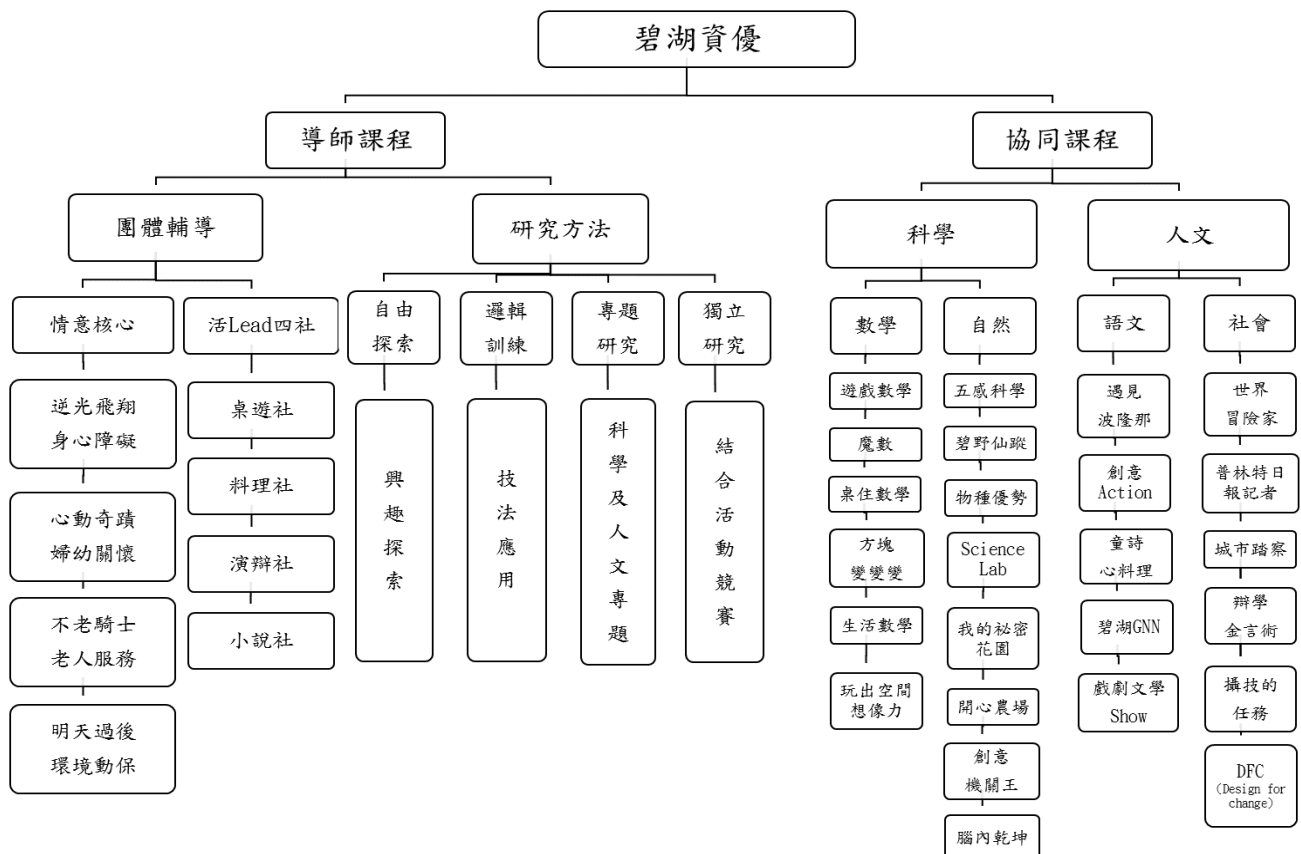 碧湖資優
導師課程
協同課程
團體輔導
研究方法
科學
人文
情意核心
活Lead四社
自由
探索
邏輯
訓練
專題
研究
獨立
研究
數學
自然
語文
社會
逆光飛翔
身心障礙
心動奇蹟
婦幼關懷
不老騎士
老人服務
明天過後
環境動保
桌遊社
料理社
演辯社
小說社
興趣探索
技法應用
科學及人文專題
結合活動競賽
遊戲數學
魔數
桌住數學
方塊
變變變
生活數學
玩出空間
想像力
五感科學
碧野仙蹤
物種優勢
Science
Lab
我的祕密
花園
開心農場
創意
機關王
腦內乾坤
遇見
波隆那
創意
Action
童詩
心料理
碧湖GNN
戲劇文學
Show
世界
冒險家
普林特日
報記者
城市踏察
辯學
金言術
攝技的
任務
DFC
(Design for
change)